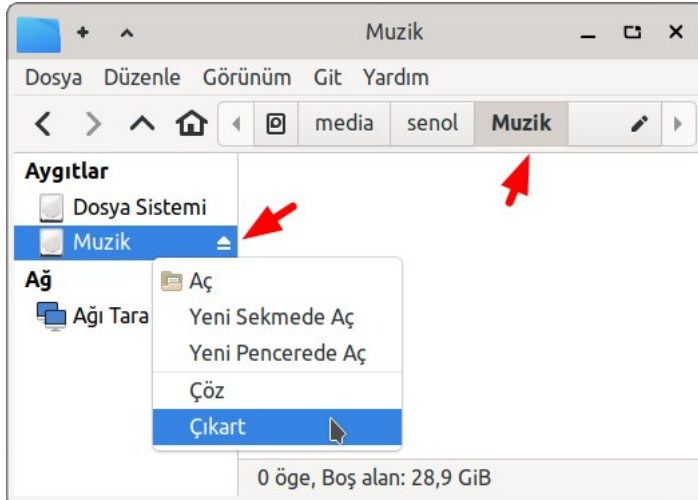 Muzik
Dosya Düzenle Görünüm Git Yardım
media senol Muzik
Aygıtlar
Dosya Sistemi
Muzik
Ağ
Ağı Tara
Aç
Yeni Sekmede Aç
Yeni Pencerede Aç
Çöz
Çıkart
0 öge, Boş alan: 28,9 GiB